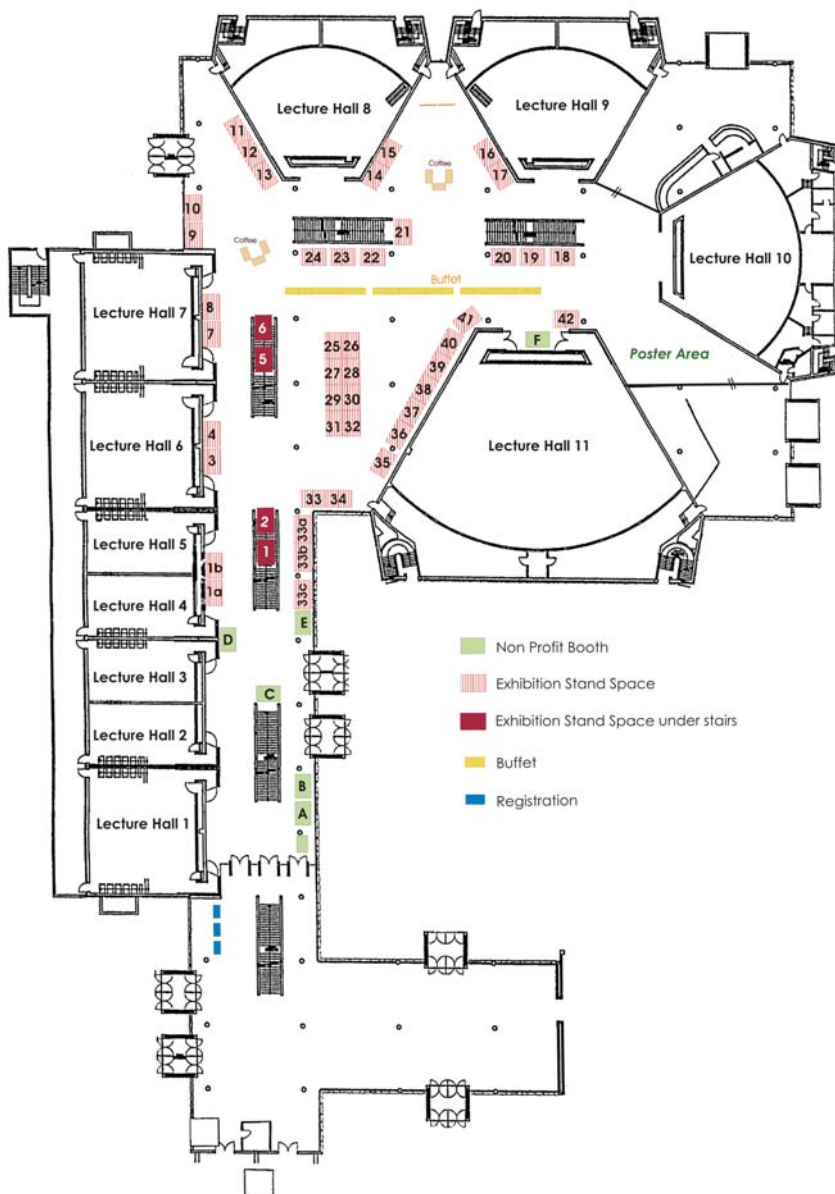 Lecture Hall 8
Lecture Hall 9
11
12
13
15
14
Coffee
16
17
10
9
21
Coffee
24 23 22
20 19 18
Lecture Hall 10
Buffet
Lecture Hall 7
8
7
6
5
25 26
27 28
29 30
31 32
41
40
39
38
37
36
35
F
42
Poster Area
Lecture Hall 11
Lecture Hall 6
4
3
33 34
2
1
33a
33b
33c
Lecture Hall 5
1b
1a
Lecture Hall 4
E
D
Lecture Hall 3
C
Lecture Hall 2
B
A
Lecture Hall 1
Non Profit Booth
Exhibition Stand Space
Exhibition Stand Space under stairs
Buffet
Registration